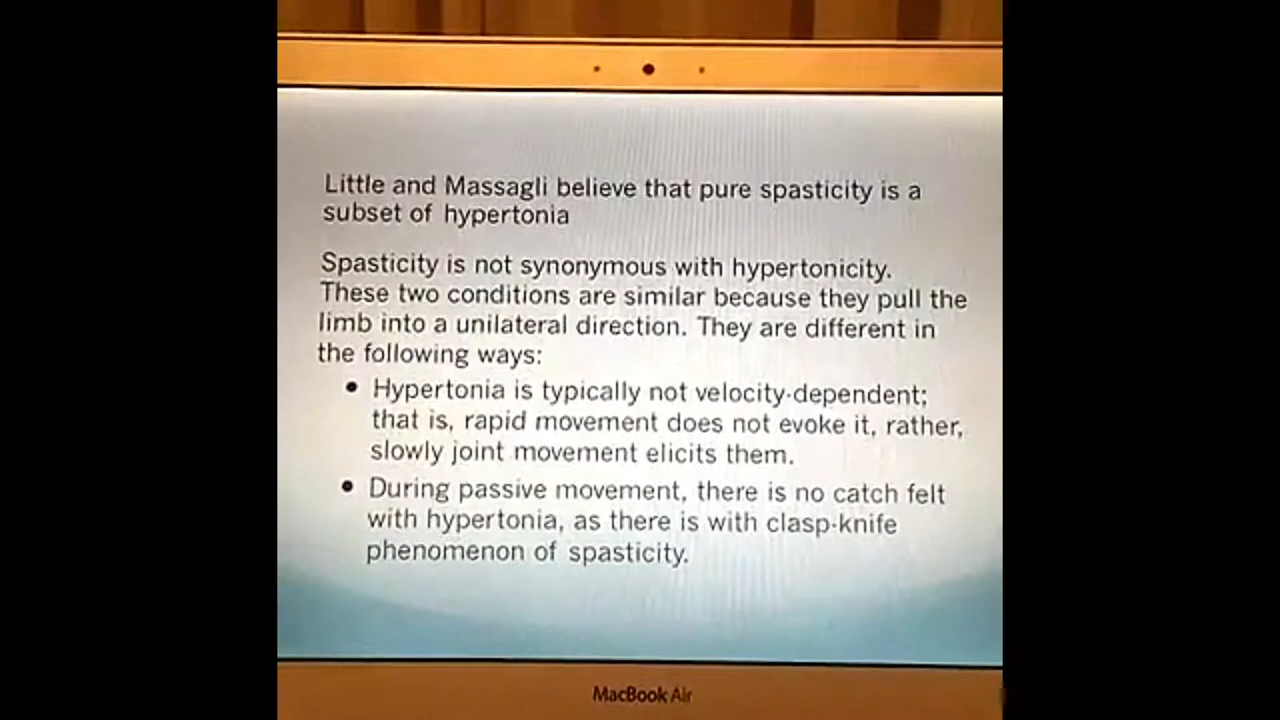 Little and Massagli believe that pure spasticity is a
subset of hypertonia
Spasticity is not synonymous with hypertonicity.
These two conditions are similar because they pull the
limb into a unilateral direction. They are different in
the following ways:
• Hypertonia is typically not velocity-dependent;
that is, rapid movement does not evoke it, rather,
slowly joint movement elicits them.
• During passive movement, there is no catch felt
with hypertonia, as there is with clasp-knife
phenomenon of spasticity.
MacBook Air